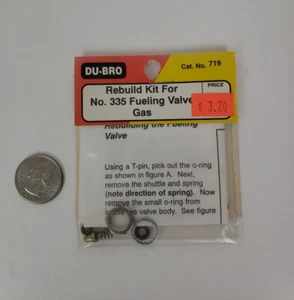 DU-BRO
Cat. No. 719
Rebuild Kit For
No. 335 Fueling Valve
Gas
PRICE
$ 3.20
Rebuilding the Fueling
Valve
Using a T-pin, pick out the o-ring
as shown in figure A. Next,
remove the shuttle and spring
(note direction of spring). Now
remove the small o-ring from
valve body. See figure